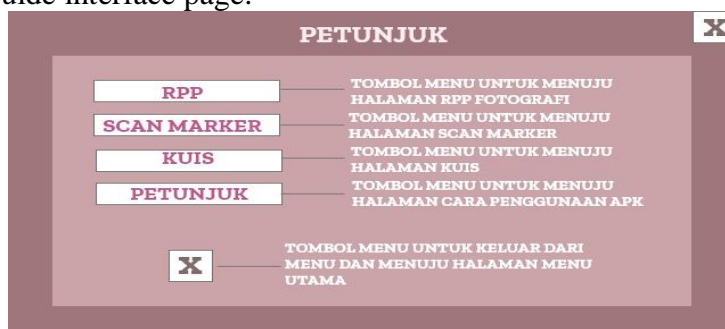 uide interface page.
PETUNJUK
X
RPP
TOMBOL MENU UNTUK MENUJU
HALAMAN RPP FOTOGRAFI
SCAN MARKER
TOMBOL MENU UNTUK MENUJU
HALAMAN SCAN MARKER
KUIS
TOMBOL MENU UNTUK MENUJU
HALAMAN KUIS
PETUNJUK
TOMBOL MENU UNTUK MENUJU
HALAMAN CARA PENGGUNAAN APK
X
TOMBOL MENU UNTUK KELUAR DARI
MENU DAN MENUJU HALAMAN MENU
UTAMA